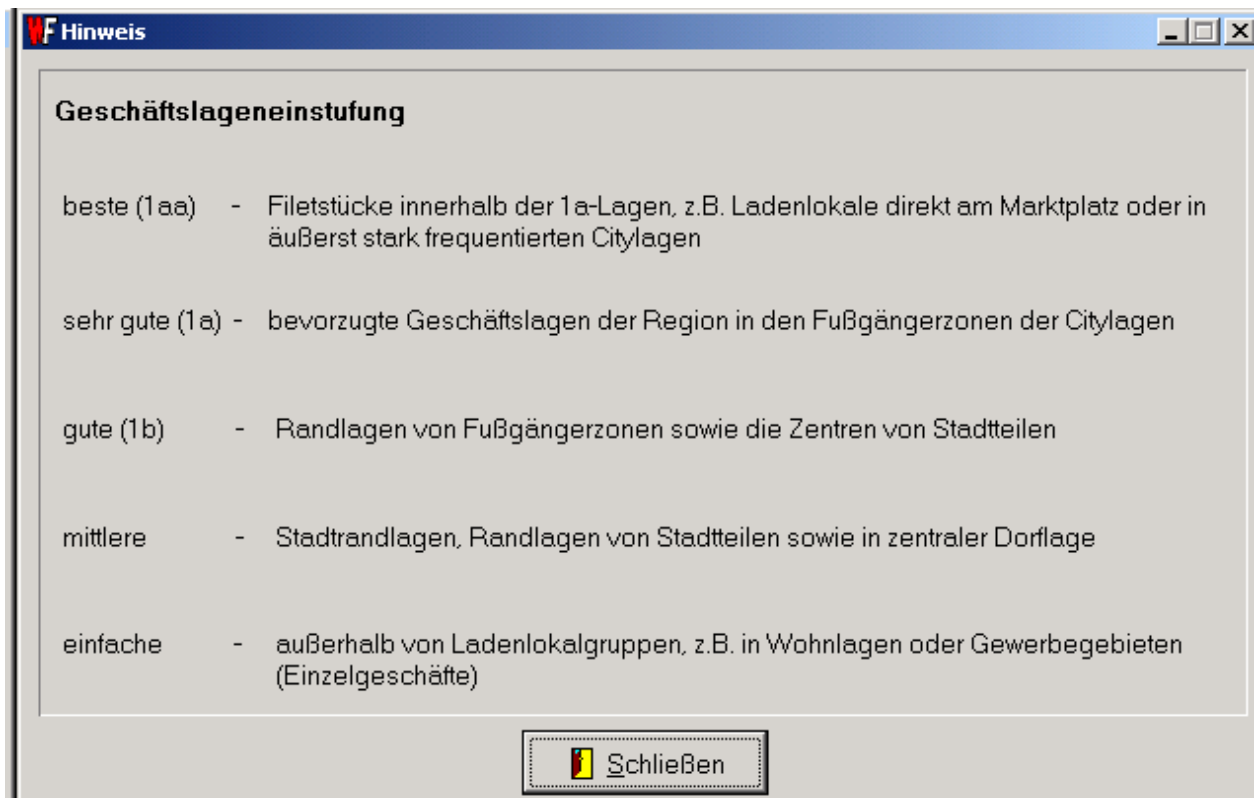 WF Hinweis
Geschäftslageneinstufung
beste (1aa) - Filetstücke innerhalb der 1a-Lagen, z.B. Ladenlokale direkt am Marktplatz oder in
äußerst stark frequentierten Citylagen
sehr gute (1a) - bevorzugte Geschäftslagen der Region in den Fußgängerzonen der Citylagen
gute (1b) - Randlagen von Fußgängerzonen sowie die Zentren von Stadtteilen
mittlere - Stadtrandlagen, Randlagen von Stadtteilen sowie in zentraler Dorflage
einfache - außerhalb von Ladenlokalgruppen, z.B. in Wohnlagen oder Gewerbegebieten
(Einzelgeschäfte)
Schließen